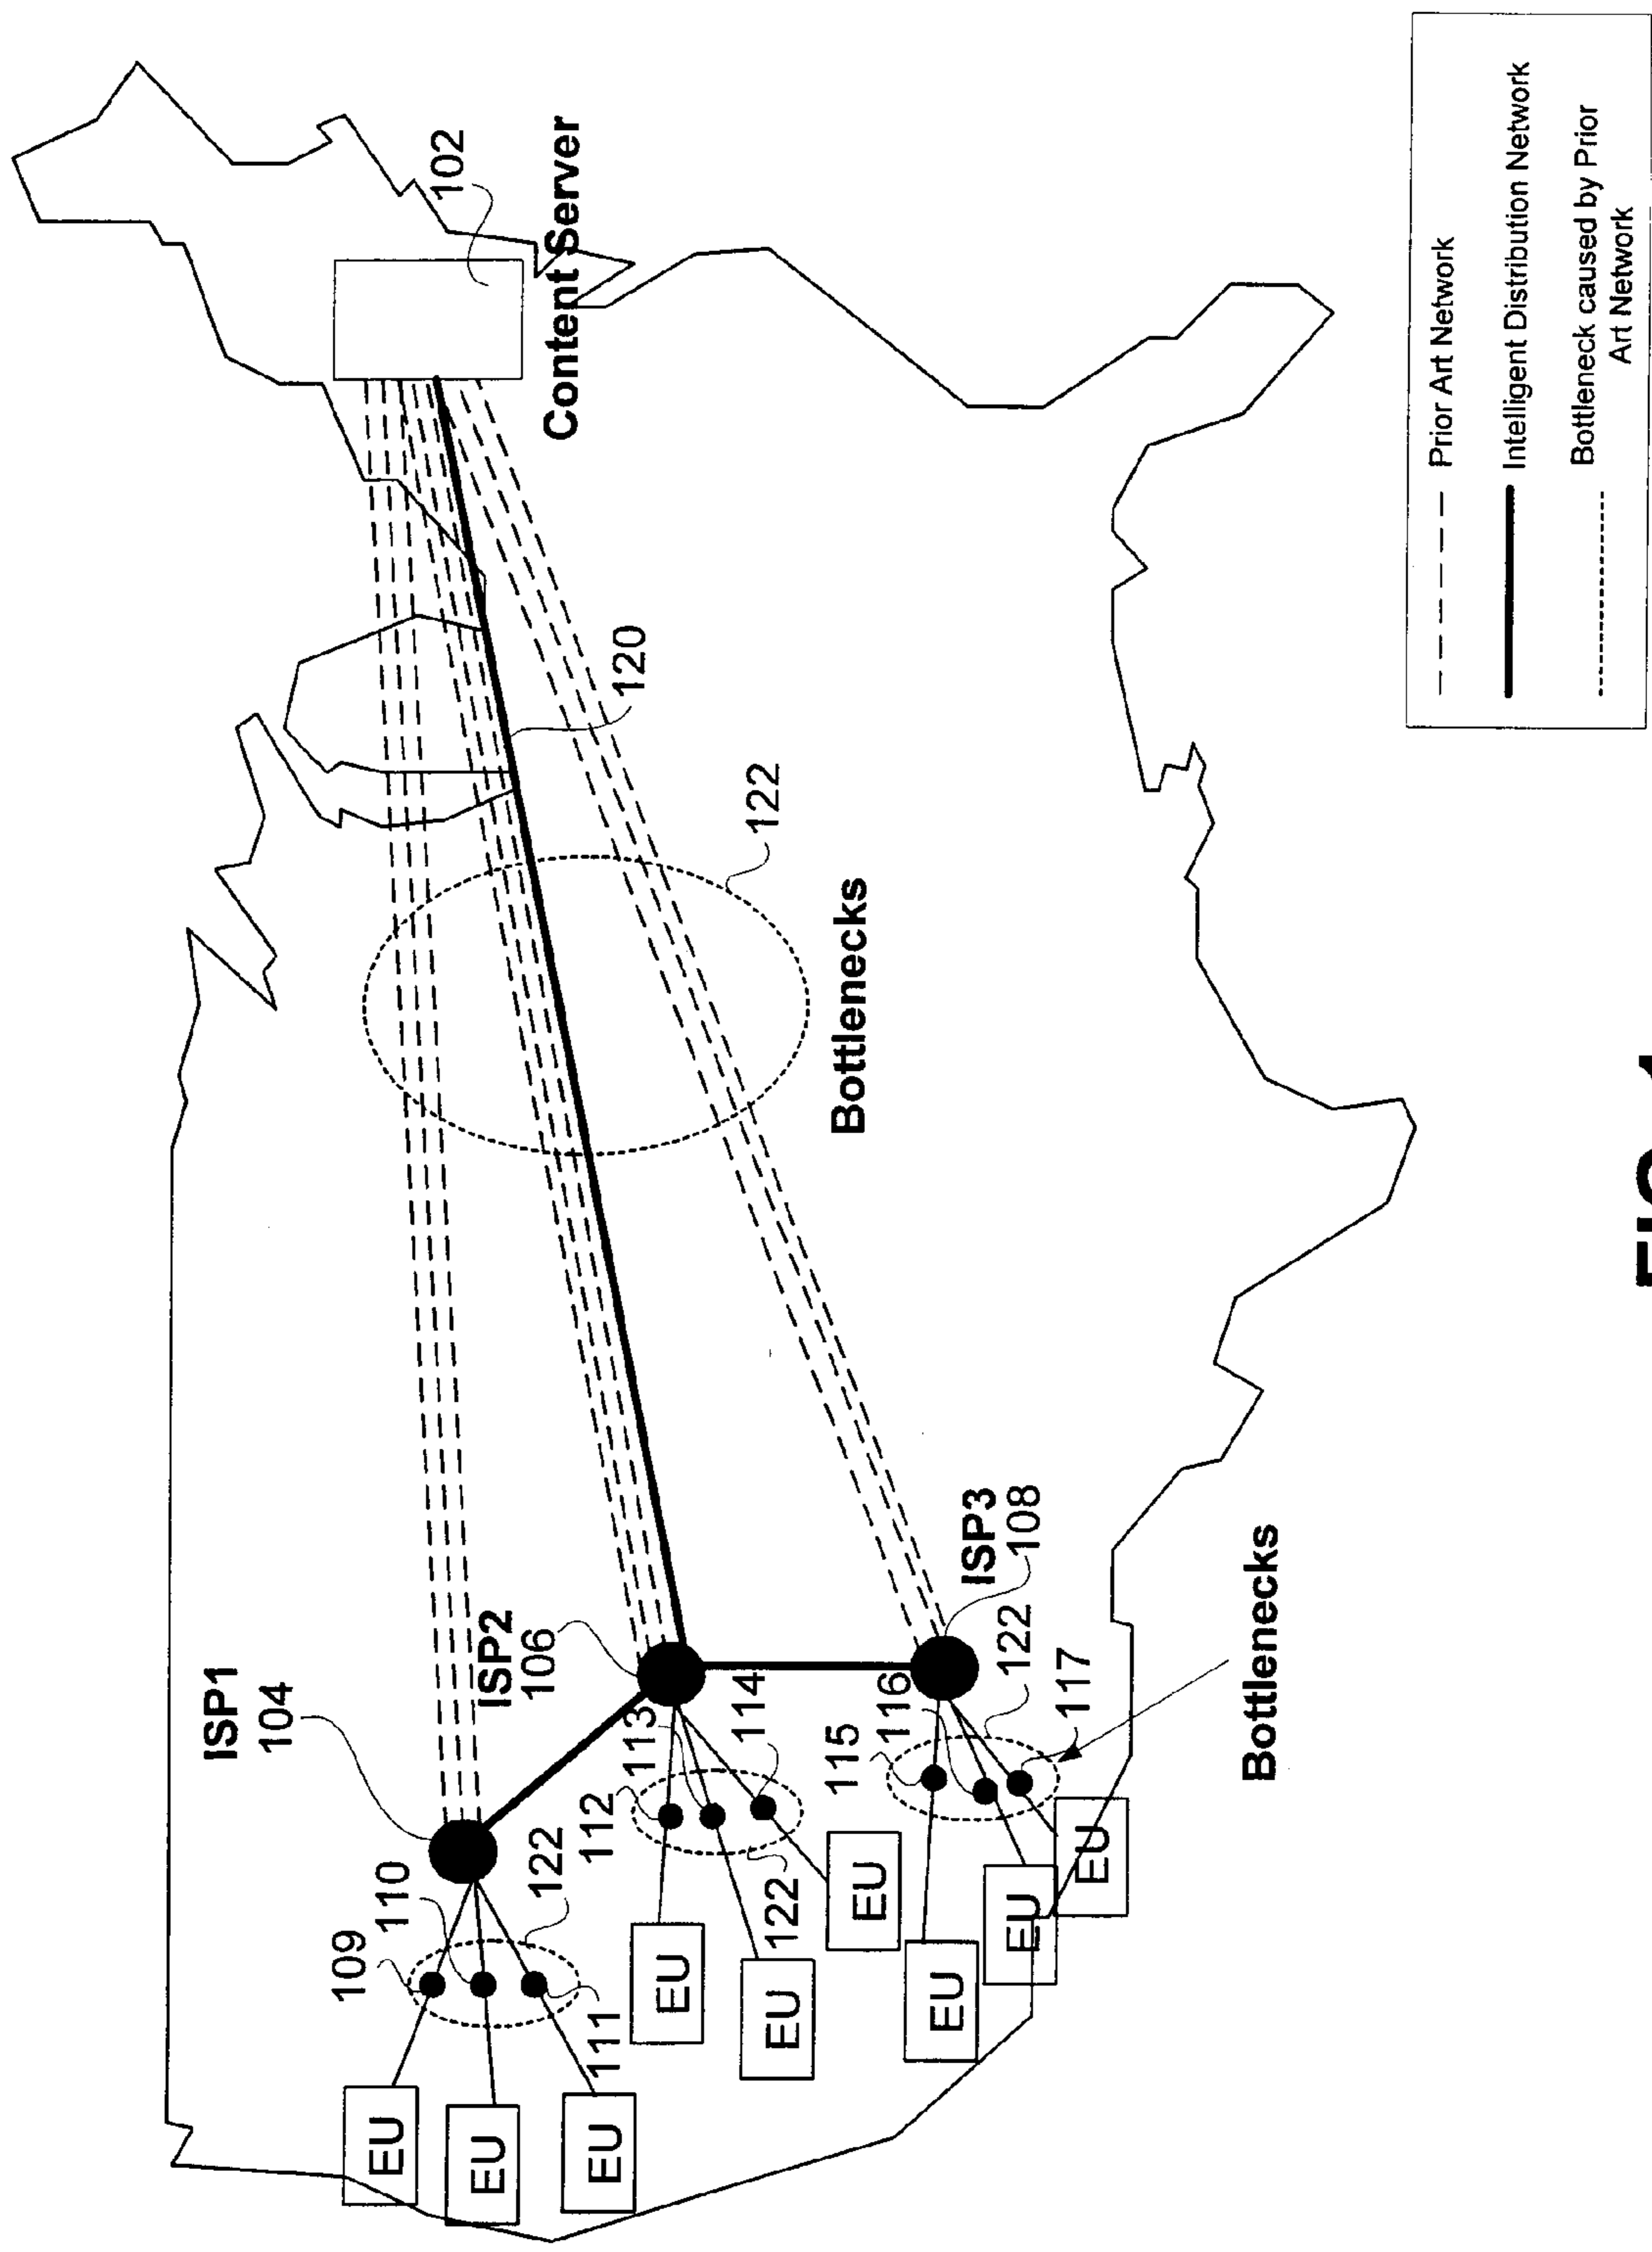 ISP1
104
109
110
122
111
EU
EU
EU
ISP2
106
112
113
114
122
EU
EU
EU
ISP3
108
115
116
122
117
EU
EU
EU
Bottlenecks
122
Bottlenecks
120
102
Content Server
Prior Art Network
Intelligent Distribution Network
Bottleneck caused by Prior
Art Network